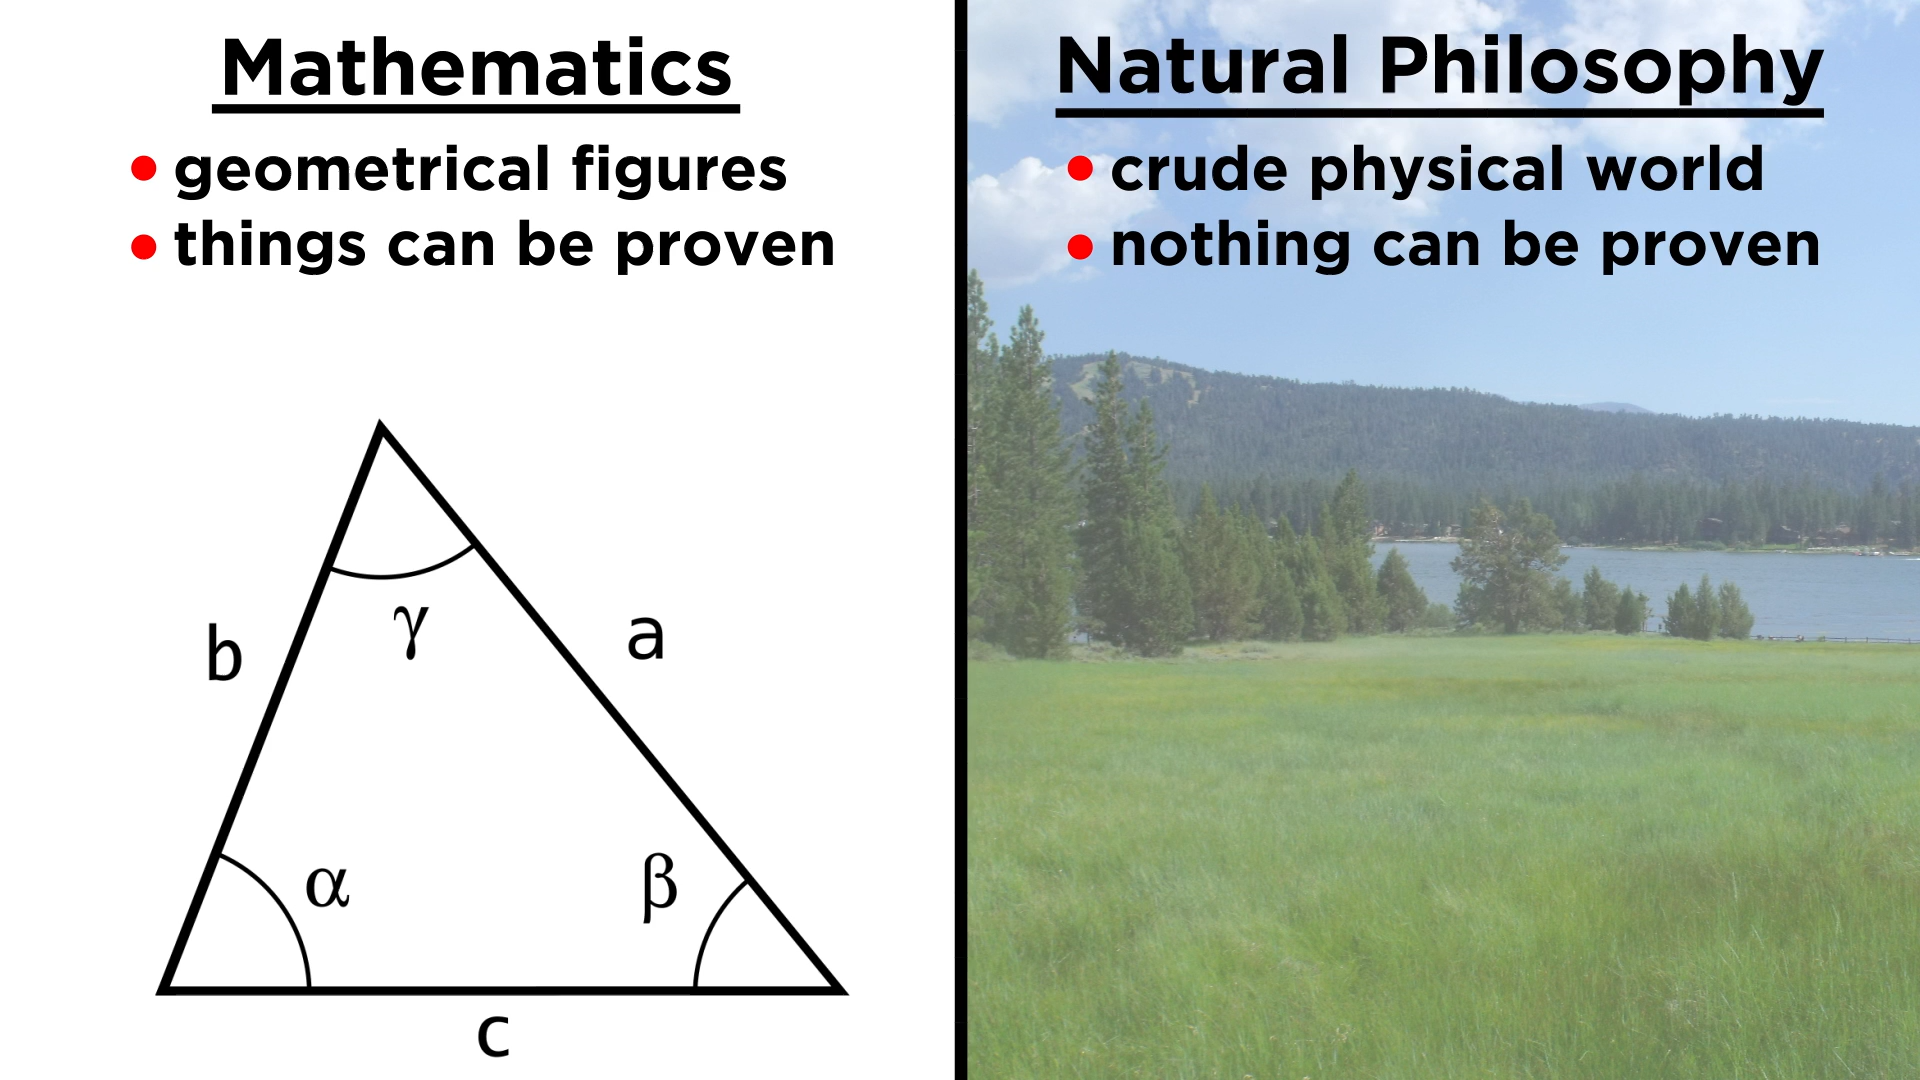 Mathematics
• geometrical figures
• things can be proven
γ
b
a
α
β
c
Natural Philosophy
• crude physical world
• nothing can be proven